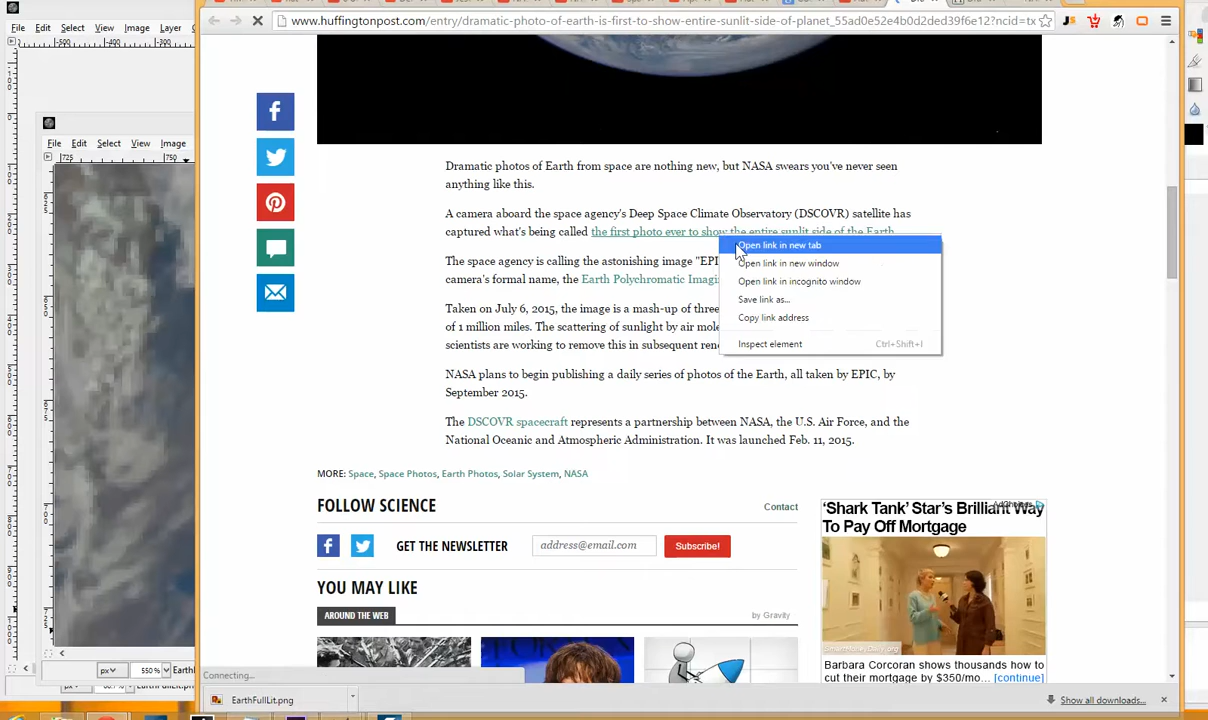 File Edit Select View Image Layer
www.huffingtonpost.com/entry/dramatic-photo-of-earth-is-first-to-show-entire-sunlit-side-of-planet_55ad0e52e4b0d2ded39f6e12?ncid=tx
-500 -400 -300
File Edit Select View Image
725 750
Dramatic photos of Earth from space are nothing new, but NASA swears you've never seen
anything like this.
A camera aboard the space agency's Deep Space Climate Observatory (DSCOVR) satellite has
captured what's being called the first photo ever to show the entire sunlit side of the Earth
The space agency is calling the astonishing image "EPI
camera's formal name, the Earth Polychromatic Imagi
Taken on July 6, 2015, the image is a mash-up of three
of 1 million miles. The scattering of sunlight by air mole
scientists are working to remove this in subsequent ren
Open link in new tab
Open link in new window
Open link in incognito window
Save link as...
Copy link address
Inspect element Ctrl+Shift+I
NASA plans to begin publishing a daily series of photos of the Earth, all taken by EPIC, by
September 2015.
The DSCOVR spacecraft represents a partnership between NASA, the U.S. Air Force, and the
National Oceanic and Atmospheric Administration. It was launched Feb. 11, 2015.
MORE: Space, Space Photos, Earth Photos, Solar System, NASA
FOLLOW SCIENCE Contact
GET THE NEWSLETTER address@email.com Subscribe!
YOU MAY LIKE
AROUND THE WEB by Gravity
AdChoices
'Shark Tank' Star's Brilliant Way
To Pay Off Mortgage
Barbara Corcoran shows thousands how to
cut their mortgage by $350/mo... [continue]
px 550%
Connecting...
EarthFullLit.png Show all downloads...